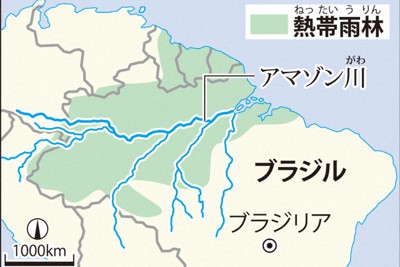 ねったいうりん
熱帯雨林
がわ
アマゾン川
ブラジル
ブラジリア
1000km